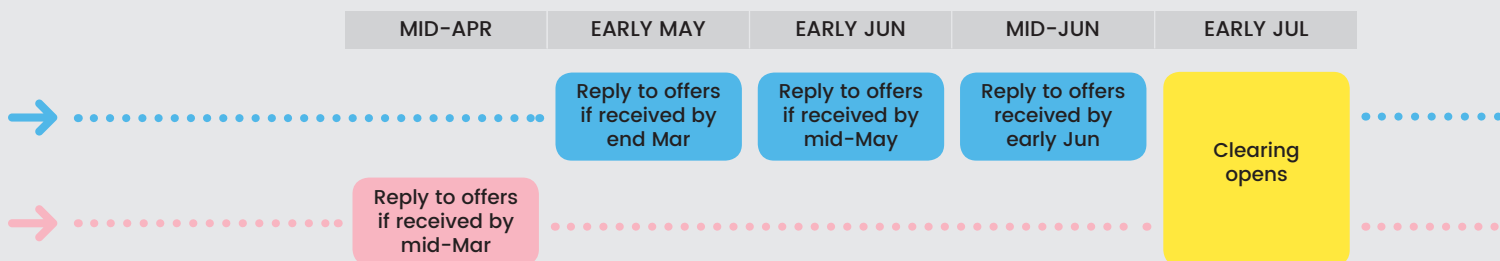 MID-APR
EARLY MAY
EARLY JUN
MID-JUN
EARLY JUL
Reply to offers
if received by
end Mar
Reply to offers
if received by
mid-May
Reply to offers
received by
early Jun
Clearing
opens
Reply to offers
if received by
mid-Mar